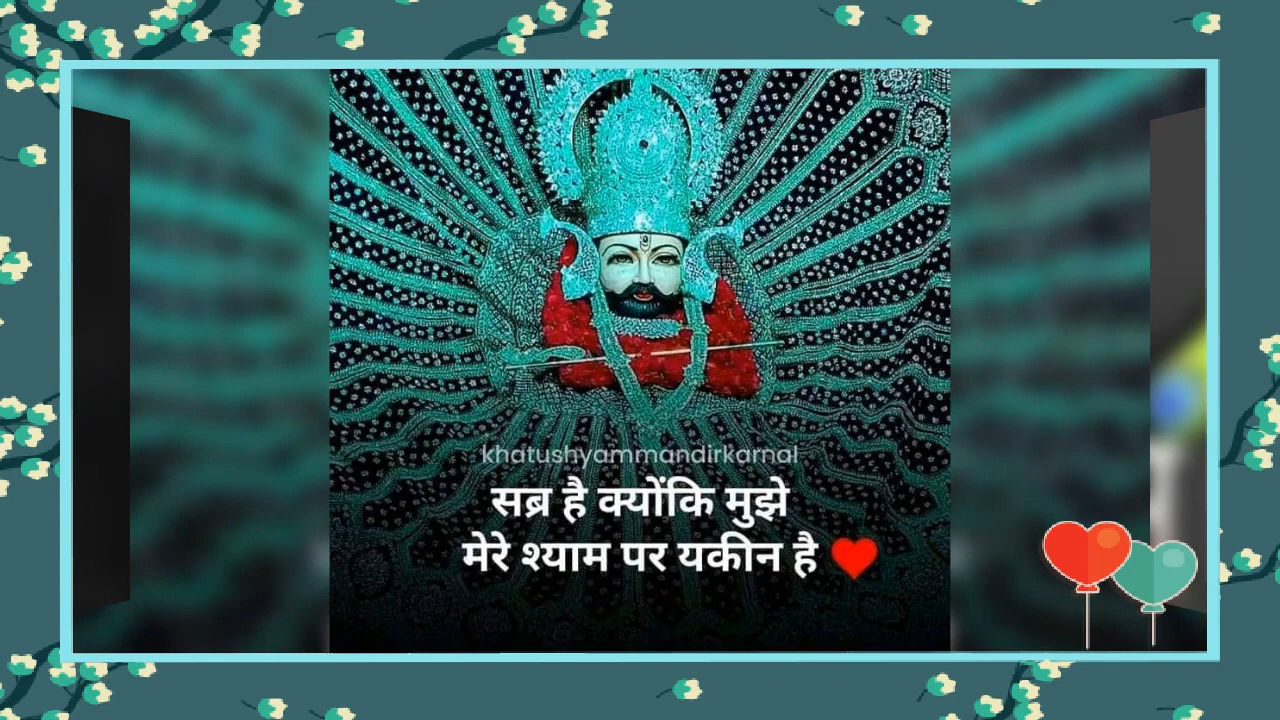 khatushyammandirkarnal
सब्र है क्योंकि मुझे
मेरे श्याम पर यकीन है ❤️